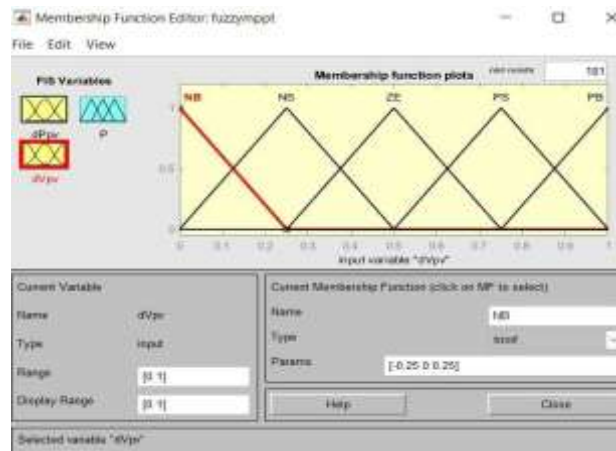 Membership Function Editor: fuzzymppt
File Edit View
FIS Variables
dPpv
P
dVpv
Membership function plots
plot points:
181
NB NS ZE PS PB
1
0.5
0
0 0.1 0.2 0.3 0.4 0.5 0.6 0.7 0.8 0.9 1
input variable "dVpv"
Current Variable
Name dVpv
Type input
Range [0 1]
Display Range [0 1]
Current Membership Function (click on MF to select)
Name NB
Type trimf
Params [-0.25 0 0.25]
Help Close
Selected variable "dVpv"